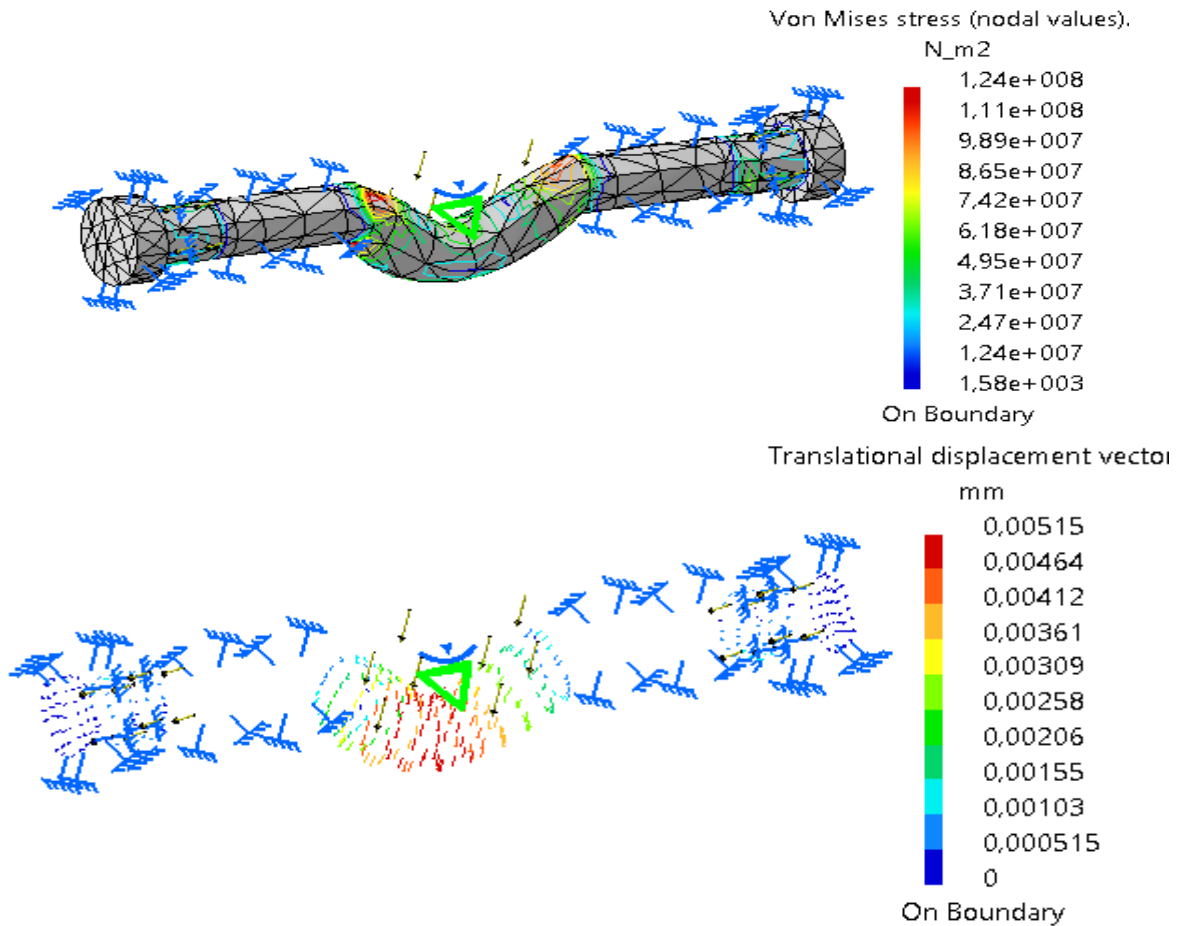 Von Mises stress (nodal values).
N_m2
1,24e+008
1,11e+008
9,89e+007
8,65e+007
7,42e+007
6,18e+007
4,95e+007
3,71e+007
2,47e+007
1,24e+007
1,58e+003
On Boundary
Translational displacement vector
mm
0,00515
0,00464
0,00412
0,00361
0,00309
0,00258
0,00206
0,00155
0,00103
0,000515
0
On Boundary